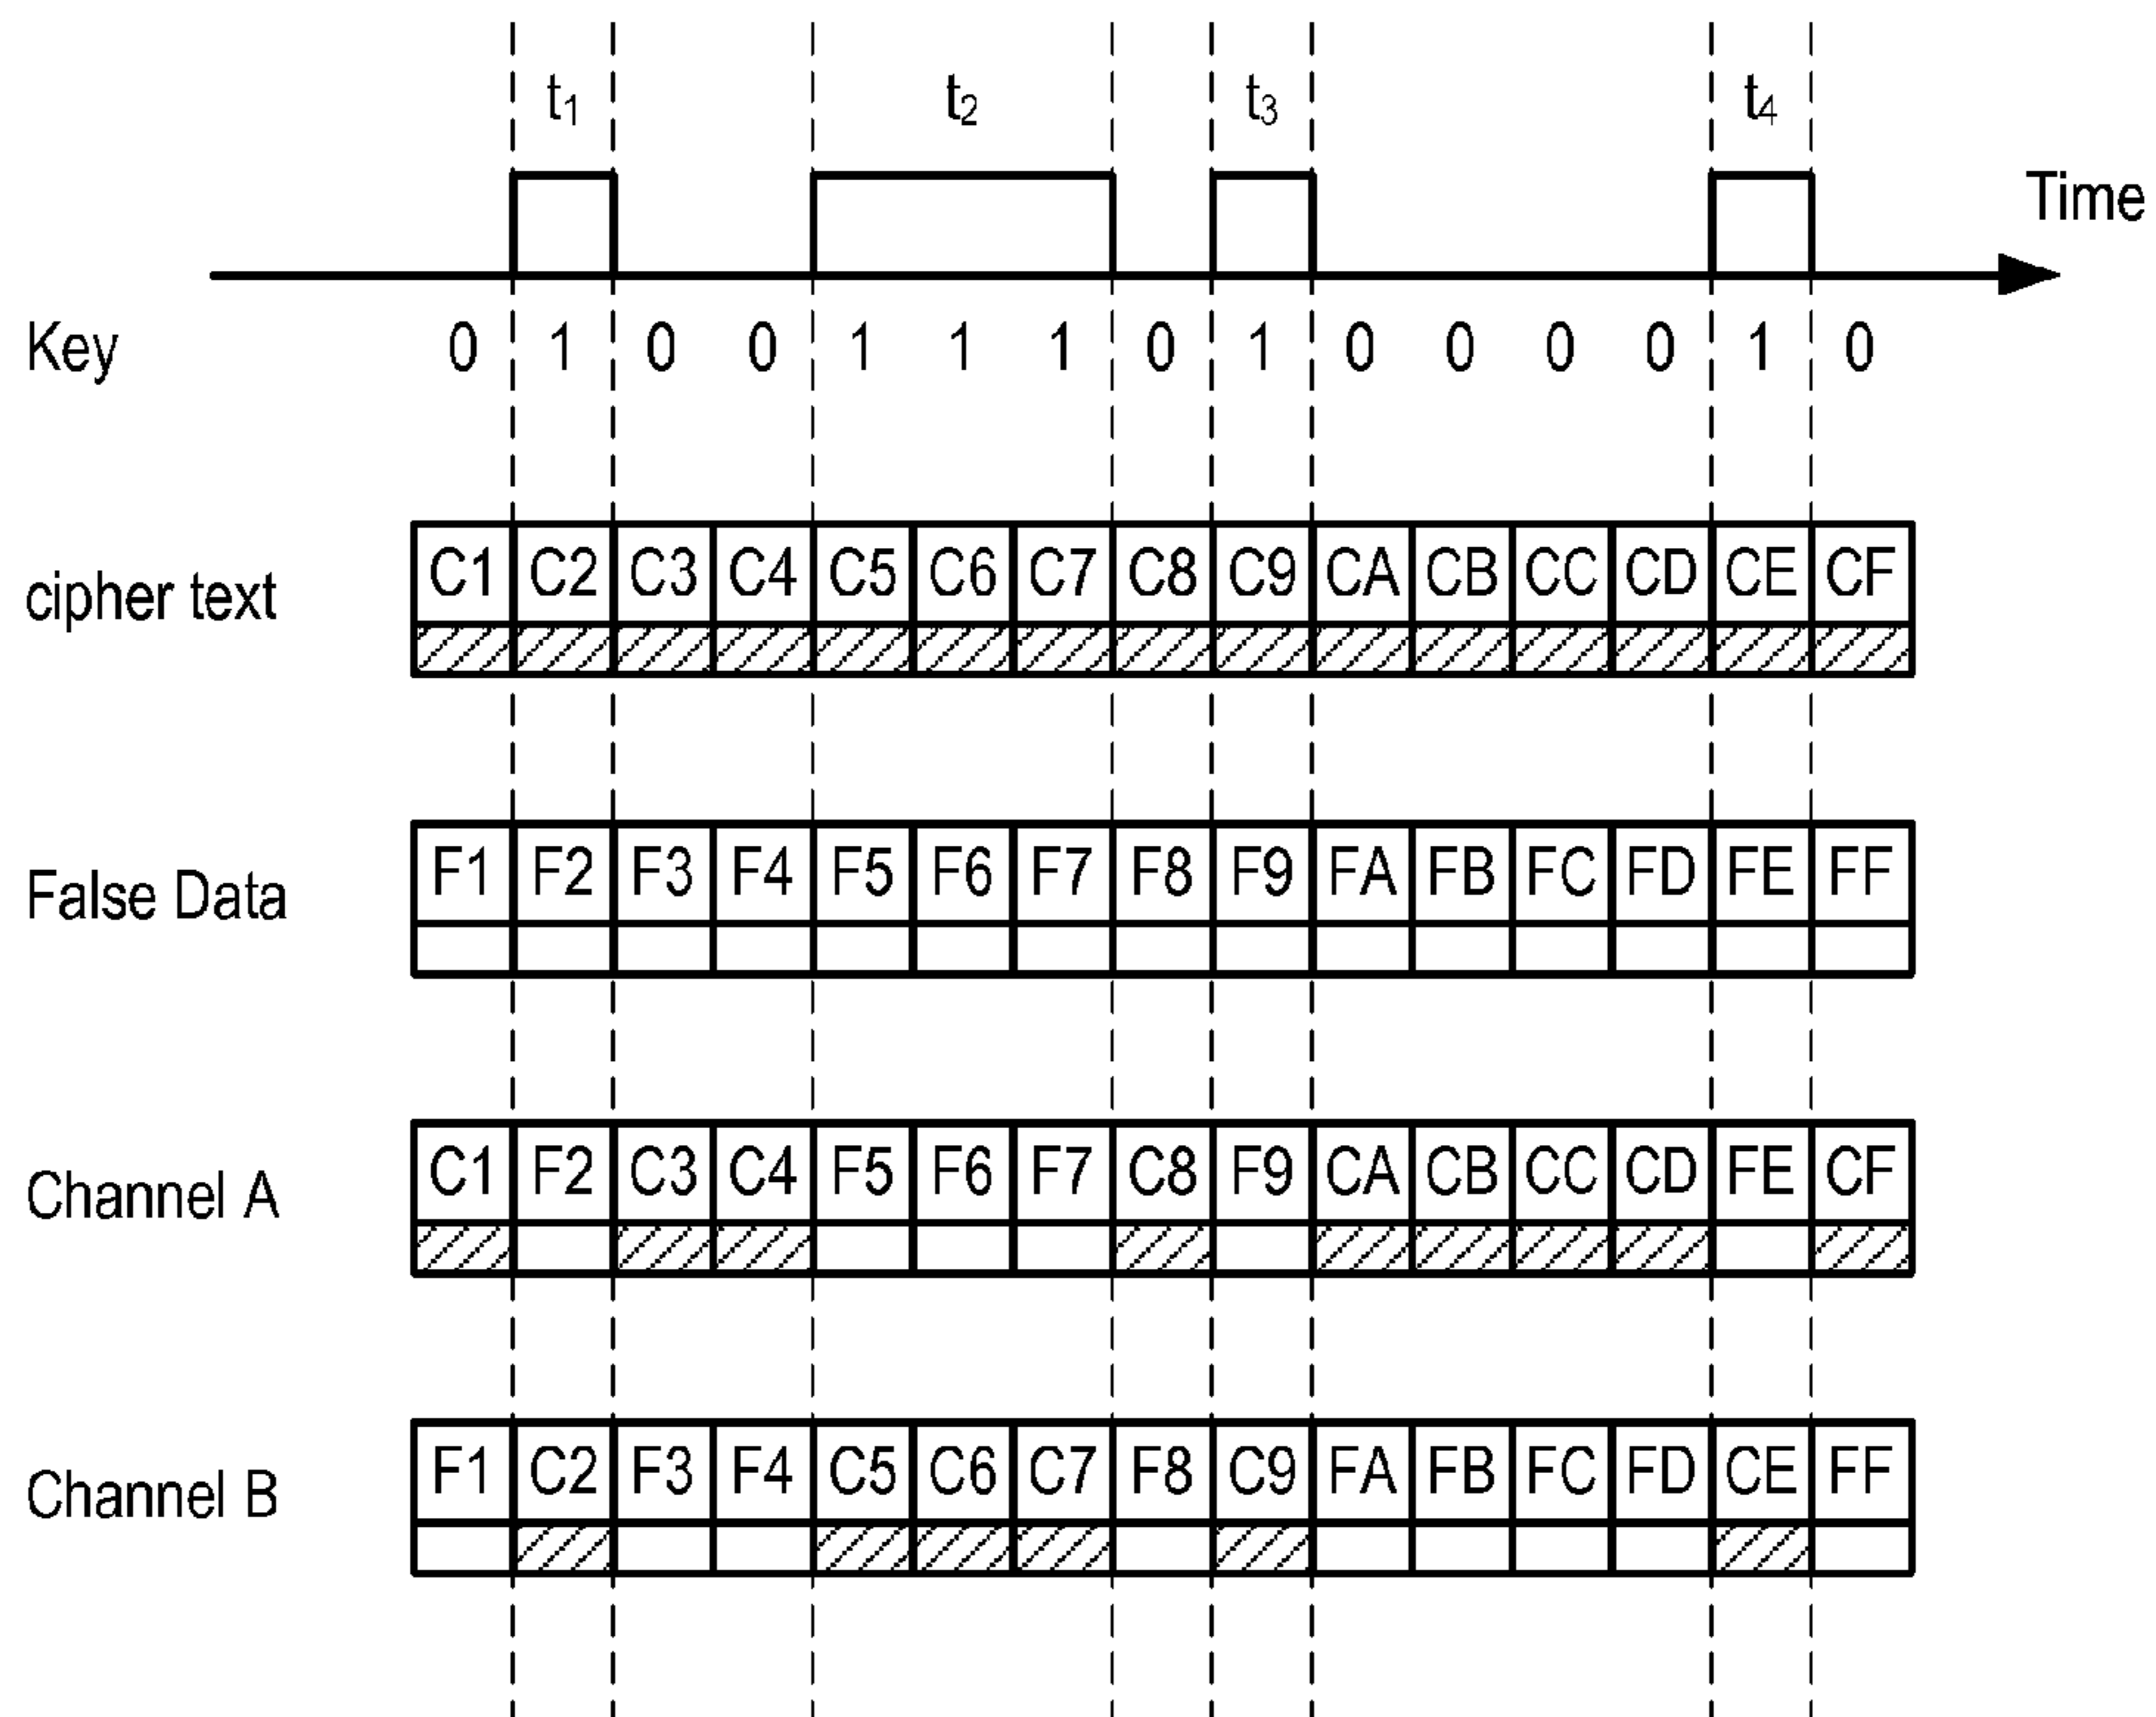 t1 t2 t3 t4
Time
Key 0 1 0 0 1 1 1 0 1 0 0 0 0 1 0
cipher text C1 C2 C3 C4 C5 C6 C7 C8 C9 CA CB CC CD CE CF
False Data F1 F2 F3 F4 F5 F6 F7 F8 F9 FA FB FC FD FE FF
Channel A C1 F2 C3 C4 F5 F6 F7 C8 F9 CA CB CC CD FE CF
Channel B F1 C2 F3 F4 C5 C6 C7 F8 C9 FA FB FC FD CE FF